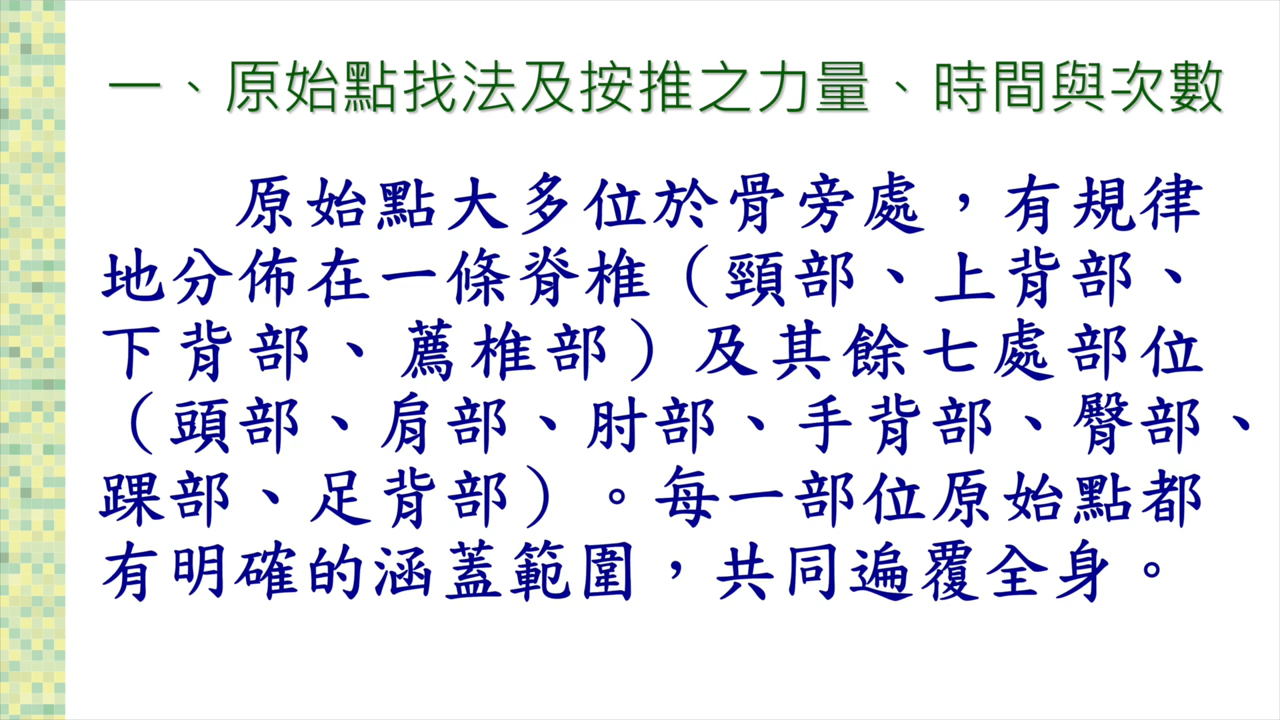 一、原始點找法及按推之力量、時間與次數
原始點大多位於骨旁處，有規律
地分佈在一條脊椎（頸部、上背部、
下背部、薦椎部）及其餘七處部位
（頭部、肩部、肘部、手背部、臀部、
踝部、足背部）。每一部位原始點都
有明確的涵蓋範圍，共同遍覆全身。